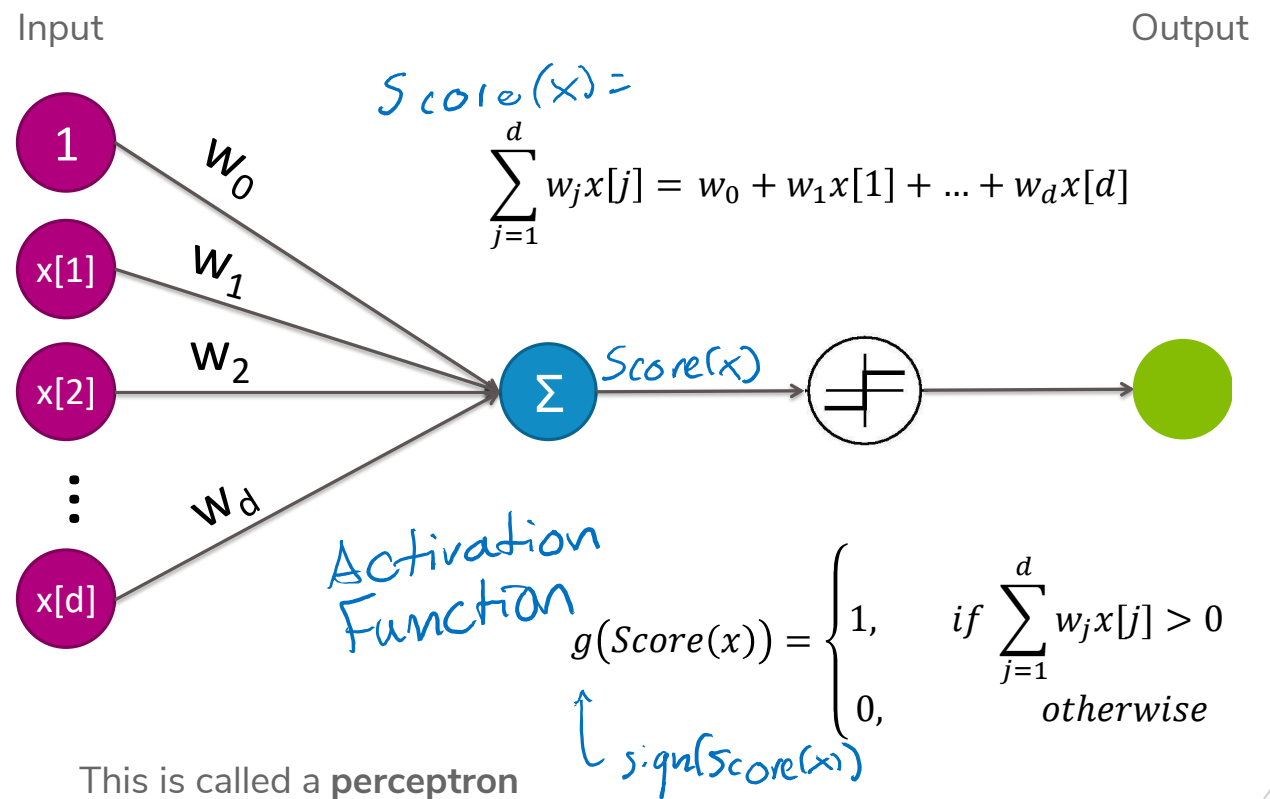 Input
Output
Score(x) =
∑_{j=1}^{d} w_j x[j] = w_0 + w_1 x[1] + … + w_d x[d]
1
w_0
x[1]
w_1
x[2]
w_2
Σ
Score(x)
⋮
w_d
x[d]
Activation
Function
g(Score(x)) = { 1, if ∑_{j=1}^{d} w_j x[j] > 0
0, otherwise
sign(Score(x))
This is called a perceptron